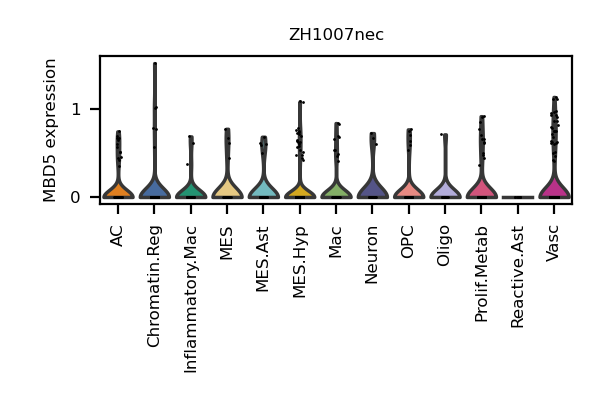 ZH1007nec
MBD5 expression
1
0
AC
Chromatin.Reg
Inflammatory.Mac
MES
MES.Ast
MES.Hyp
Mac
Neuron
OPC
Oligo
Prolif.Metab
Reactive.Ast
Vasc